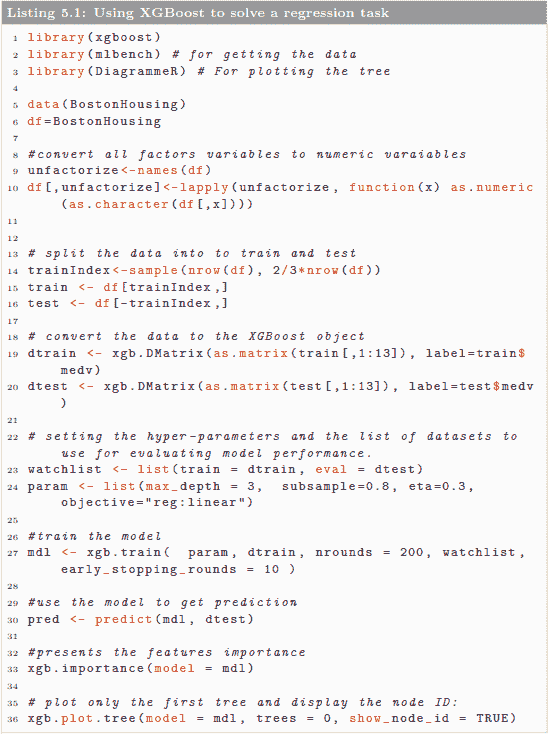 Listing 5.1: Using XGBoost to solve a regression task
1 library(xgboost)
2 library(mlbench) # for getting the data
3 library(DiagrammeR) # For plotting the tree
4
5 data(BostonHousing)
6 df=BostonHousing
7
8 #convert all factors variables to numeric varaiables
9 unfactorize<-names(df)
10 df[,unfactorize]<-lapply(unfactorize, function(x) as.numeric
(as.character(df[,x])))
11
12
13 # split the data into to train and test
14 trainIndex<-sample(nrow(df), 2/3*nrow(df))
15 train <- df[trainIndex,]
16 test <- df[-trainIndex,]
17
18 # convert the data to the XGBoost object
19 dtrain <- xgb.DMatrix(as.matrix(train[,1:13]), label=train$
medv)
20 dtest <- xgb.DMatrix(as.matrix(test[,1:13]), label=test$medv
)
21
22 # setting the hyper-parameters and the list of datasets to
use for evaluating model performance.
23 watchlist <- list(train = dtrain, eval = dtest)
24 param <- list(max_depth = 3, subsample=0.8, eta=0.3,
objective="reg:linear")
25
26 #train the model
27 mdl <- xgb.train( param, dtrain, nrounds = 200, watchlist,
early_stopping_rounds = 10 )
28
29 #use the model to get prediction
30 pred <- predict(mdl, dtest)
31
32 #presents the features importance
33 xgb.importance(model = mdl)
34
35 # plot only the first tree and display the node ID:
36 xgb.plot.tree(model = mdl, trees = 0, show_node_id = TRUE)